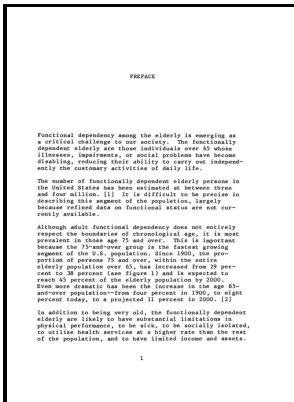 PREFACE
Functional dependency among the elderly is emerging as
a critical challenge to our society. The functionally
dependent elderly are those individuals over 65 whose
illnesses, impairments, or social problems have become
disabling, reducing their ability to carry out independ-
ently the customary activities of daily life.
The number of functionally dependent elderly persons in
the United States has been estimated at between three
and four million. [1] It is difficult to be precise in
describing this segment of the population, largely
because refined data on functional status are not cur-
rently available.
Although adult functional dependency does not entirely
respect the boundaries of chronological age, it is most
prevalent in those age 75 and over. This is important
because the 75-and-over group is the fastest growing
segment of the U.S. population. Since 1900, the pro-
portion of persons 75 and over, within the entire
elderly population over 65, has increased from 29 per-
cent to 38 percent (see figure 1) and is expected to
reach 45 percent of the elderly population by 2000.
Even more dramatic has been the increase in the age 85-
and-over population--from four percent in 1900, to eight
percent today, to a projected 11 percent in 2000. [2]
In addition to being very old, the functionally dependent
elderly are likely to have substantial limitations in
physical performance, to be sick, to be socially isolated,
to utilize health services at a higher rate than the rest
of the population, and to have limited income and assets.
1